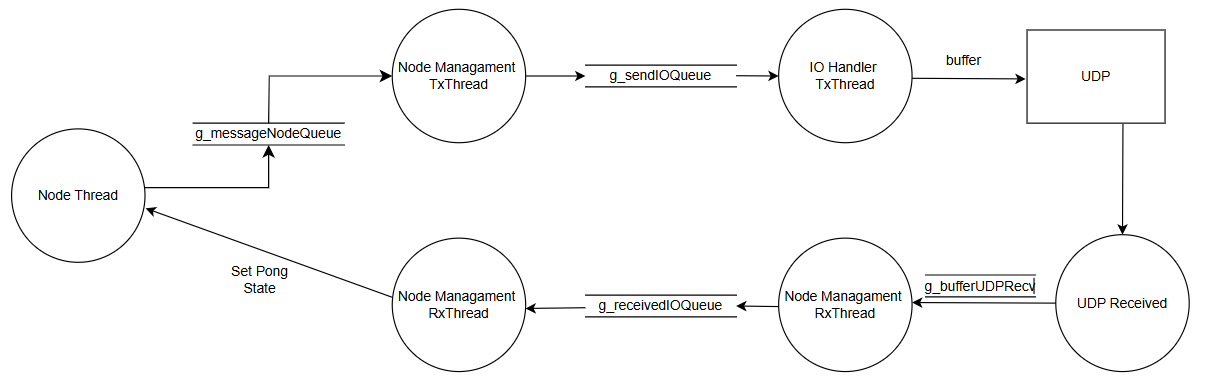 Node Managament
TxThread
g_sendIOQueue
IO Handler
TxThread
buffer
UDP
g_messageNodeQueue
Node Thread
Set Pong
State
Node Managament
RxThread
g_receivedIOQueue
Node Managament
RxThread
g_bufferUDPRecv
UDP Received